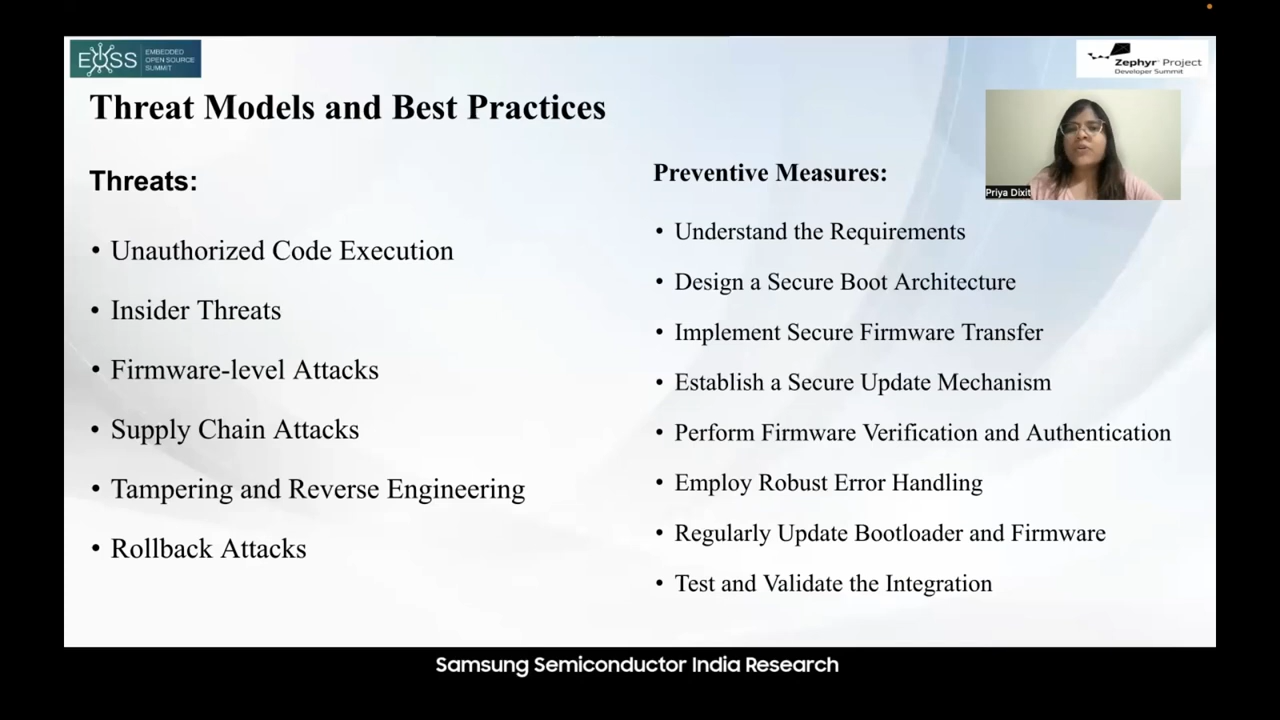 EOSS
EMBEDDED
OPEN SOURCE
SUMMIT
Zephyr® Project
Developer Summit
Threat Models and Best Practices
Threats:
• Unauthorized Code Execution
• Insider Threats
• Firmware-level Attacks
• Supply Chain Attacks
• Tampering and Reverse Engineering
• Rollback Attacks
Preventive Measures:
• Understand the Requirements
• Design a Secure Boot Architecture
• Implement Secure Firmware Transfer
• Establish a Secure Update Mechanism
• Perform Firmware Verification and Authentication
• Employ Robust Error Handling
• Regularly Update Bootloader and Firmware
• Test and Validate the Integration
Priya Dixit
Samsung Semiconductor India Research